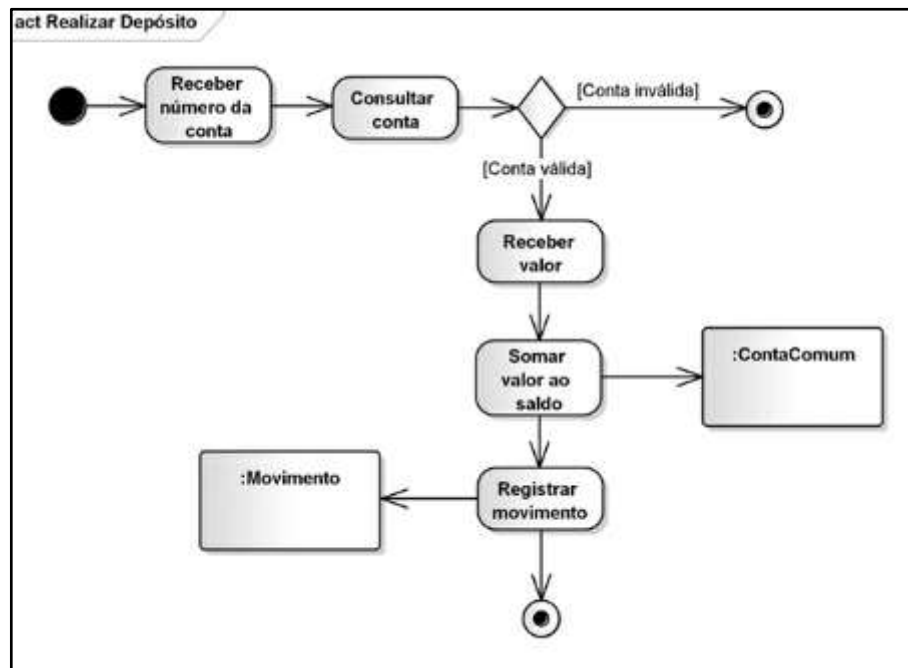 act Realizar Depósito
Receber
número da
conta
Consultar
conta
[Conta inválida]
[Conta válida]
Receber
valor
Somar
valor ao
saldo
:ContaComum
:Movimento
Registrar
movimento